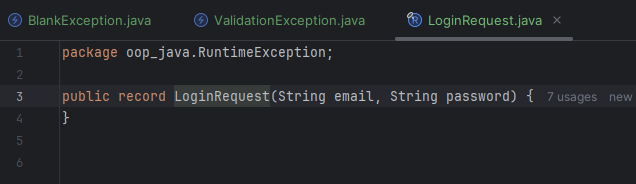 BlankException.java ValidationException.java LoginRequest.java
1 package oop_java.RuntimeException;
2
3 public record LoginRequest(String email, String password) { 7 usages new
4 }
5
6